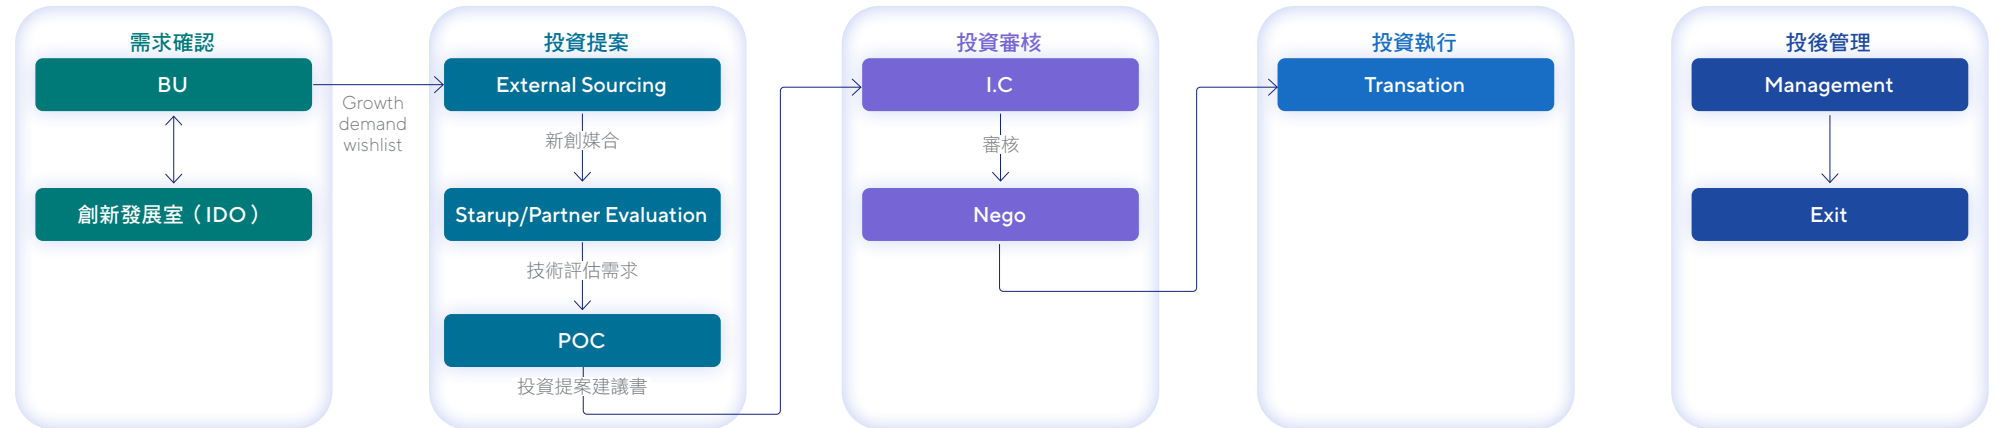 需求確認
BU
創新發展室（IDO）
Growth
demand
wishlist
投資提案
External Sourcing
新創媒合
Starup/Partner Evaluation
技術評估需求
POC
投資提案建議書
投資審核
I.C
審核
Nego
投資執行
Transation
投後管理
Management
Exit